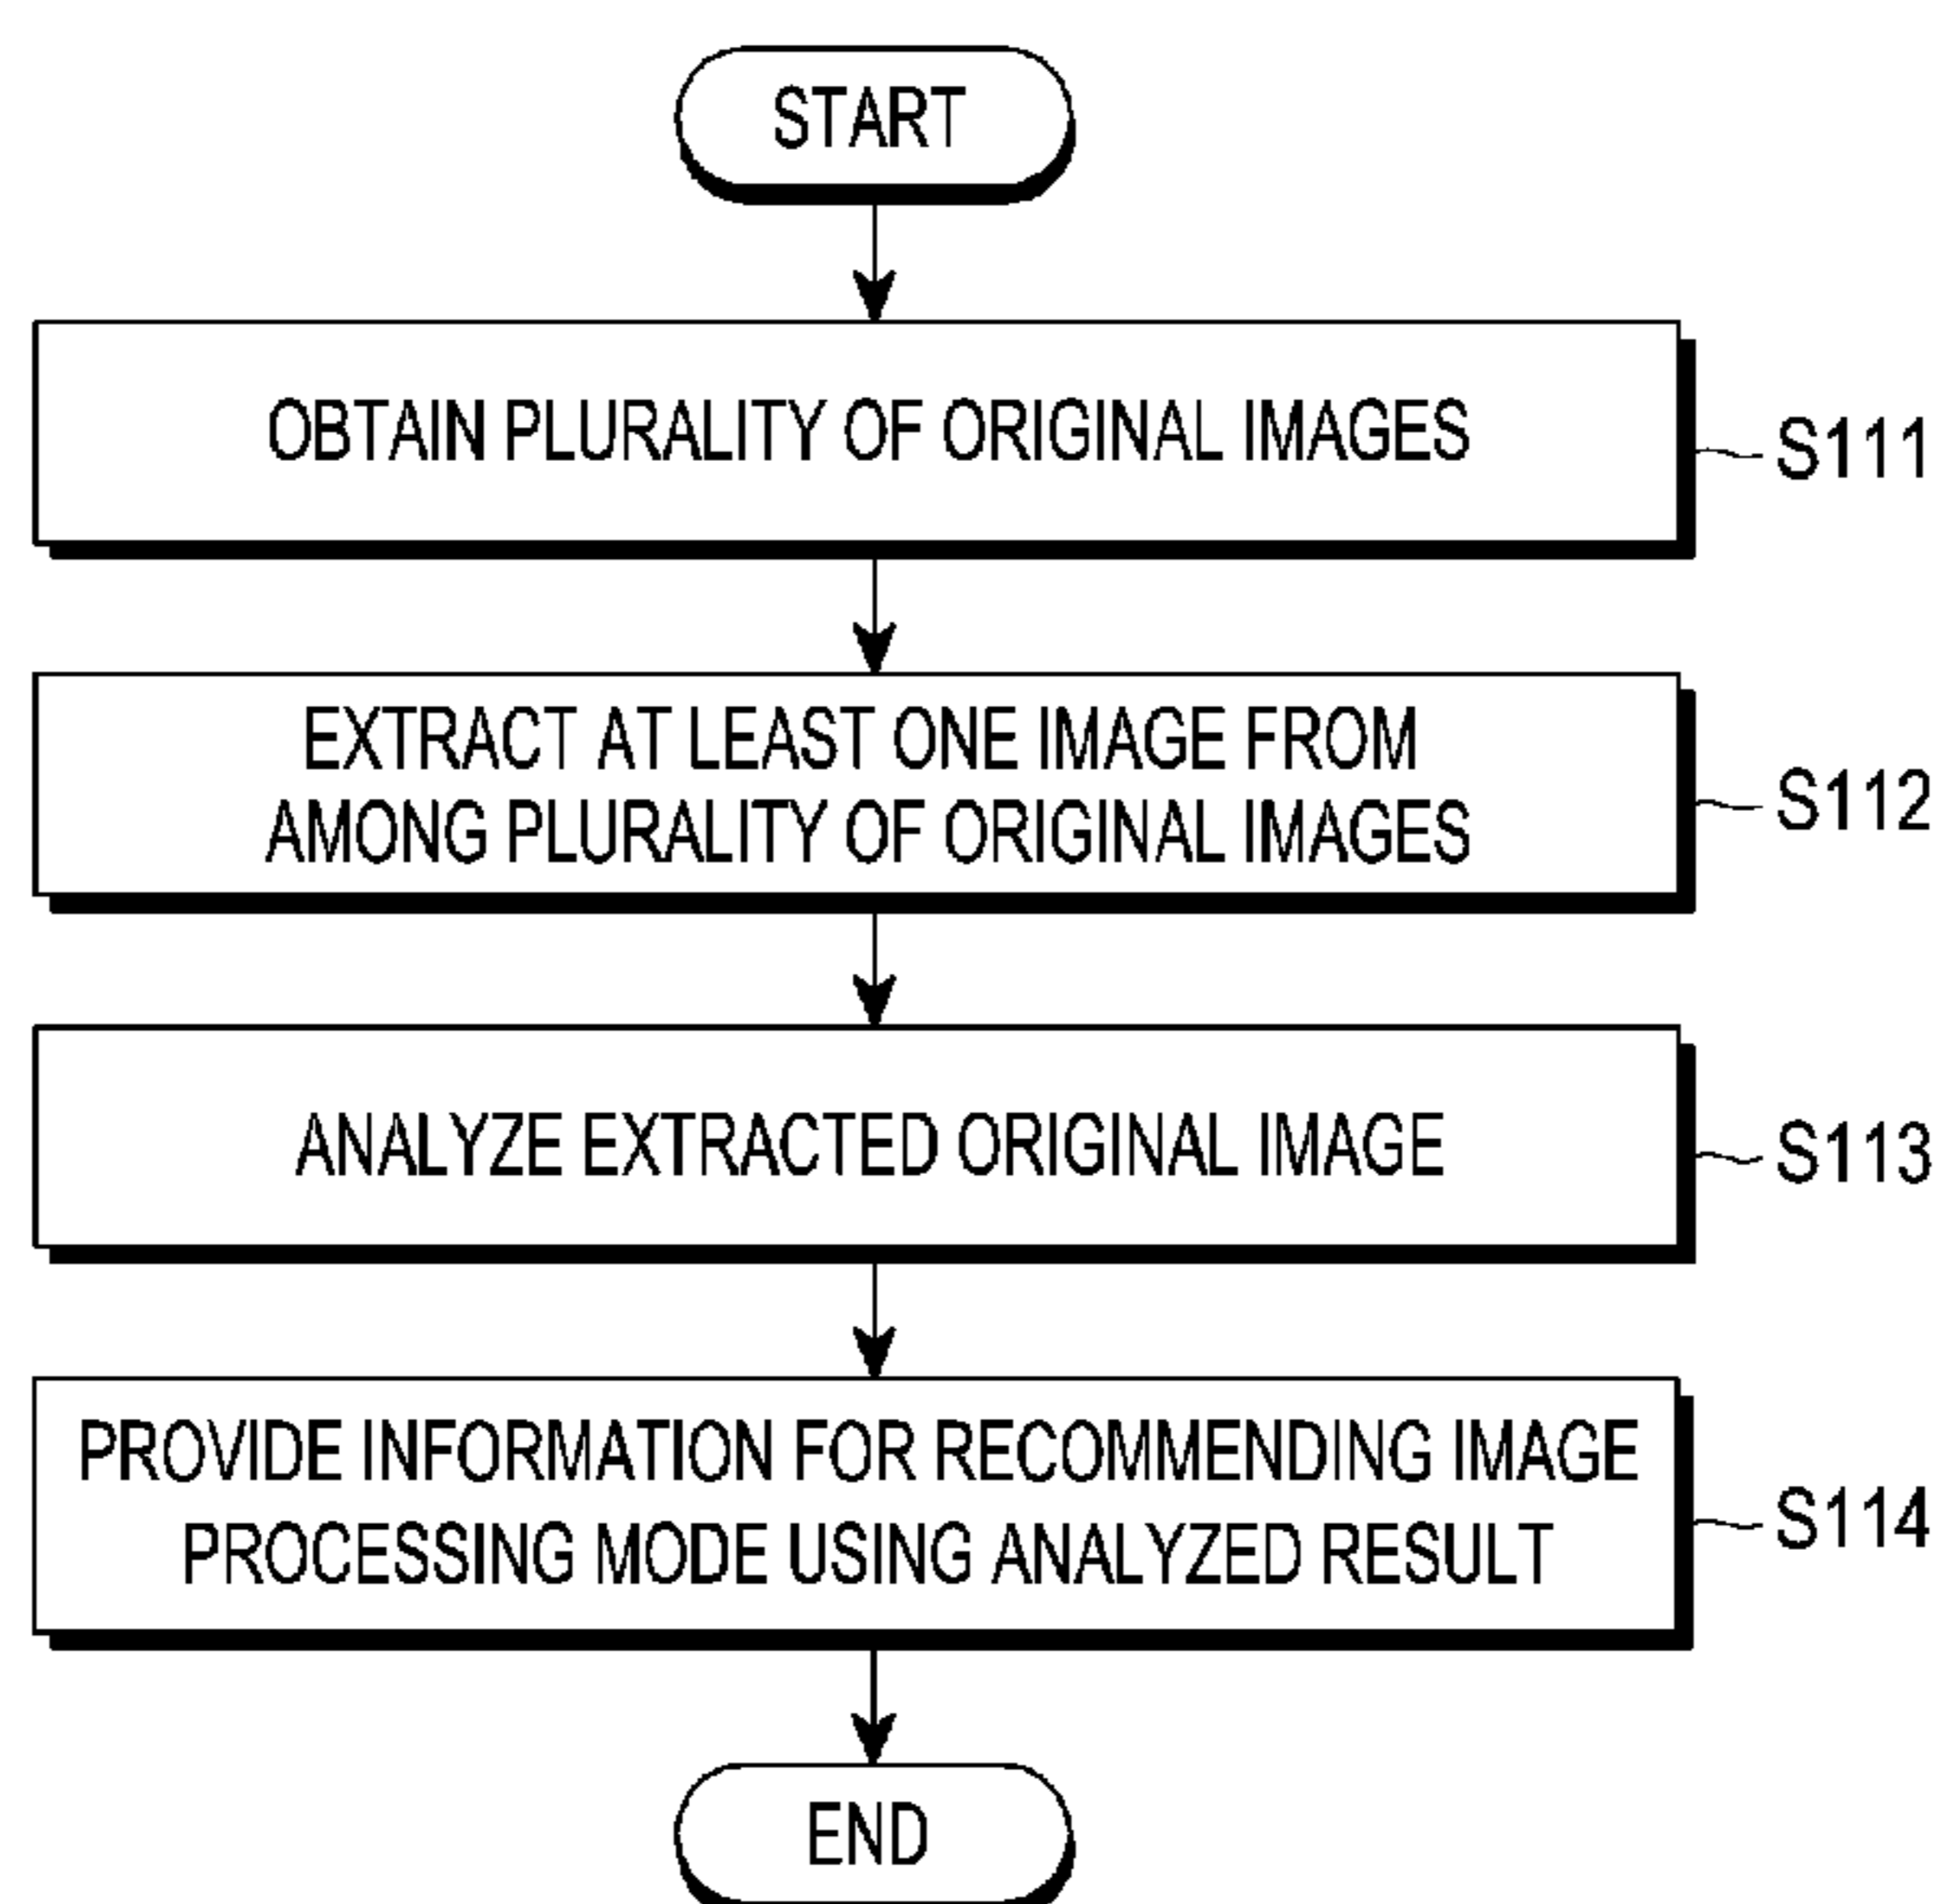 START
OBTAIN PLURALITY OF ORIGINAL IMAGES
S111
EXTRACT AT LEAST ONE IMAGE FROM
AMONG PLURALITY OF ORIGINAL IMAGES
S112
ANALYZE EXTRACTED ORIGINAL IMAGE
S113
PROVIDE INFORMATION FOR RECOMMENDING IMAGE
PROCESSING MODE USING ANALYZED RESULT
S114
END